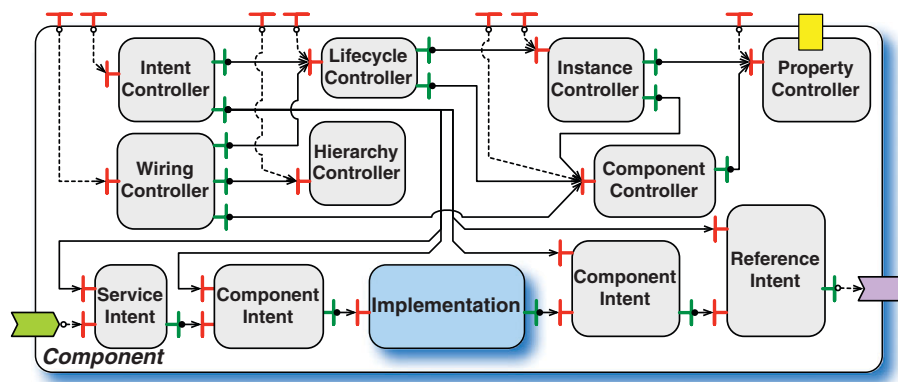 Intent
Controller
Lifecycle
Controller
Instance
Controller
Property
Controller
Wiring
Controller
Hierarchy
Controller
Component
Controller
Service
Intent
Component
Intent
Implementation
Component
Intent
Reference
Intent
Component